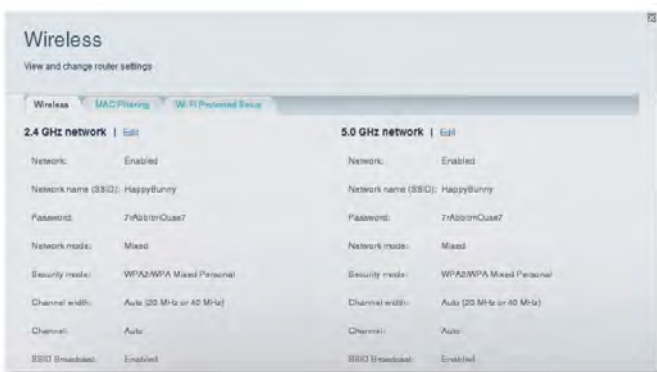 Wireless
View and change router settings
Wireless
MAC Filtering
Wi-Fi Protected Setup
2.4 GHz network | Edit
Network: Enabled
Network name (SSID): HappyBunny
Password:
Network mode: Mixed
Security mode: WPA2/WPA Mixed Personal
Channel width: Auto (20 MHz or 40 MHz)
Channel: Auto
SSID Broadcast: Enabled
5.0 GHz network | Edit
Network: Enabled
Network name (SSID): HappyBunny
Password:
Network mode: Mixed
Security mode: WPA2/WPA Mixed Personal
Channel width: Auto (20 MHz or 40 MHz)
Channel: Auto
SSID Broadcast: Enabled